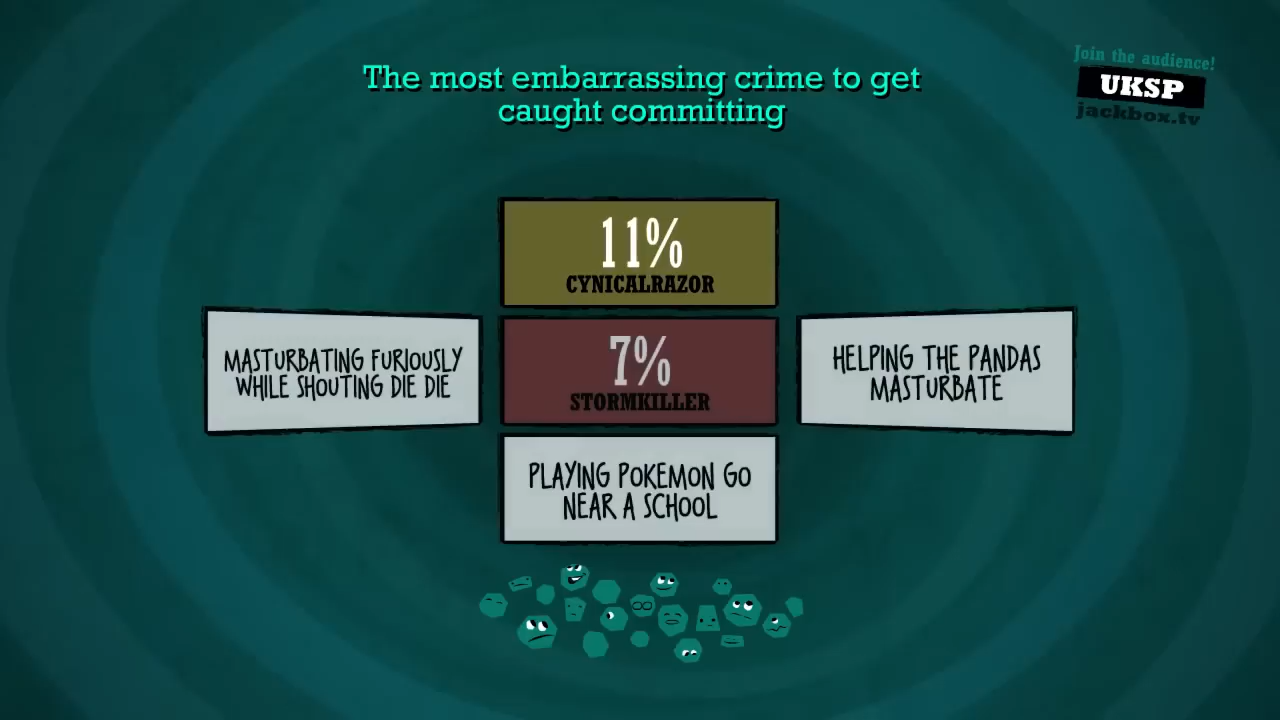 Join the audience!
UKSP
jackbox.tv
The most embarrassing crime to get
caught committing
11%
CYNICALRAZOR
MASTURBATING FURIOUSLY
WHILE SHOUTING DIE DIE
7%
STORMKILLER
HELPING THE PANDAS
MASTURBATE
PLAYING POKEMON GO
NEAR A SCHOOL